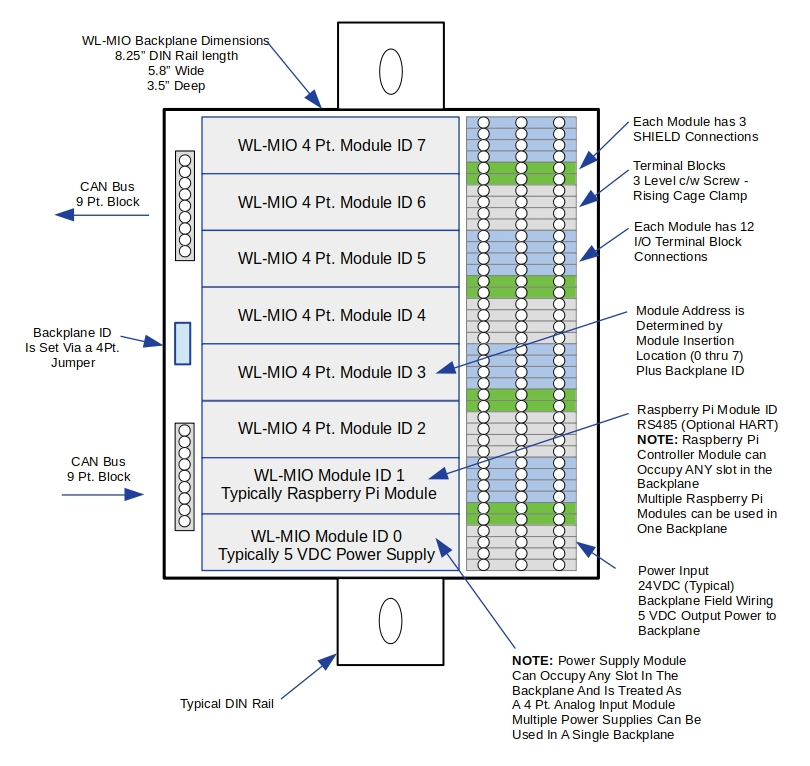 WL-MIO Backplane Dimensions
8.25” DIN Rail length
5.8” Wide
3.5” Deep
CAN Bus
9 Pt. Block
Backplane ID
Is Set Via a 4Pt.
Jumper
CAN Bus
9 Pt. Block
WL-MIO 4 Pt. Module ID 7
WL-MIO 4 Pt. Module ID 6
WL-MIO 4 Pt. Module ID 5
WL-MIO 4 Pt. Module ID 4
WL-MIO 4 Pt. Module ID 3
WL-MIO 4 Pt. Module ID 2
WL-MIO Module ID 1
Typically Raspberry Pi Module
WL-MIO Module ID 0
Typically 5 VDC Power Supply
Each Module has 3
SHIELD Connections
Terminal Blocks
3 Level c/w Screw -
Rising Cage Clamp
Each Module has 12
I/O Terminal Block
Connections
Module Address is
Determined by
Module Insertion
Location (0 thru 7)
Plus Backplane ID
Raspberry Pi Module ID
RS485 (Optional HART)
NOTE: Raspberry Pi
Controller Module can
Occupy ANY slot in the
Backplane
Multiple Raspberry Pi
Modules can be used in
One Backplane
Power Input
24VDC (Typical)
Backplane Field Wiring
5 VDC Output Power to
Backplane
NOTE: Power Supply Module
Can Occupy Any Slot In The
Backplane And Is Treated As
A 4 Pt. Analog Input Module
Multiple Power Supplies Can Be
Used In A Single Backplane
Typical DIN Rail